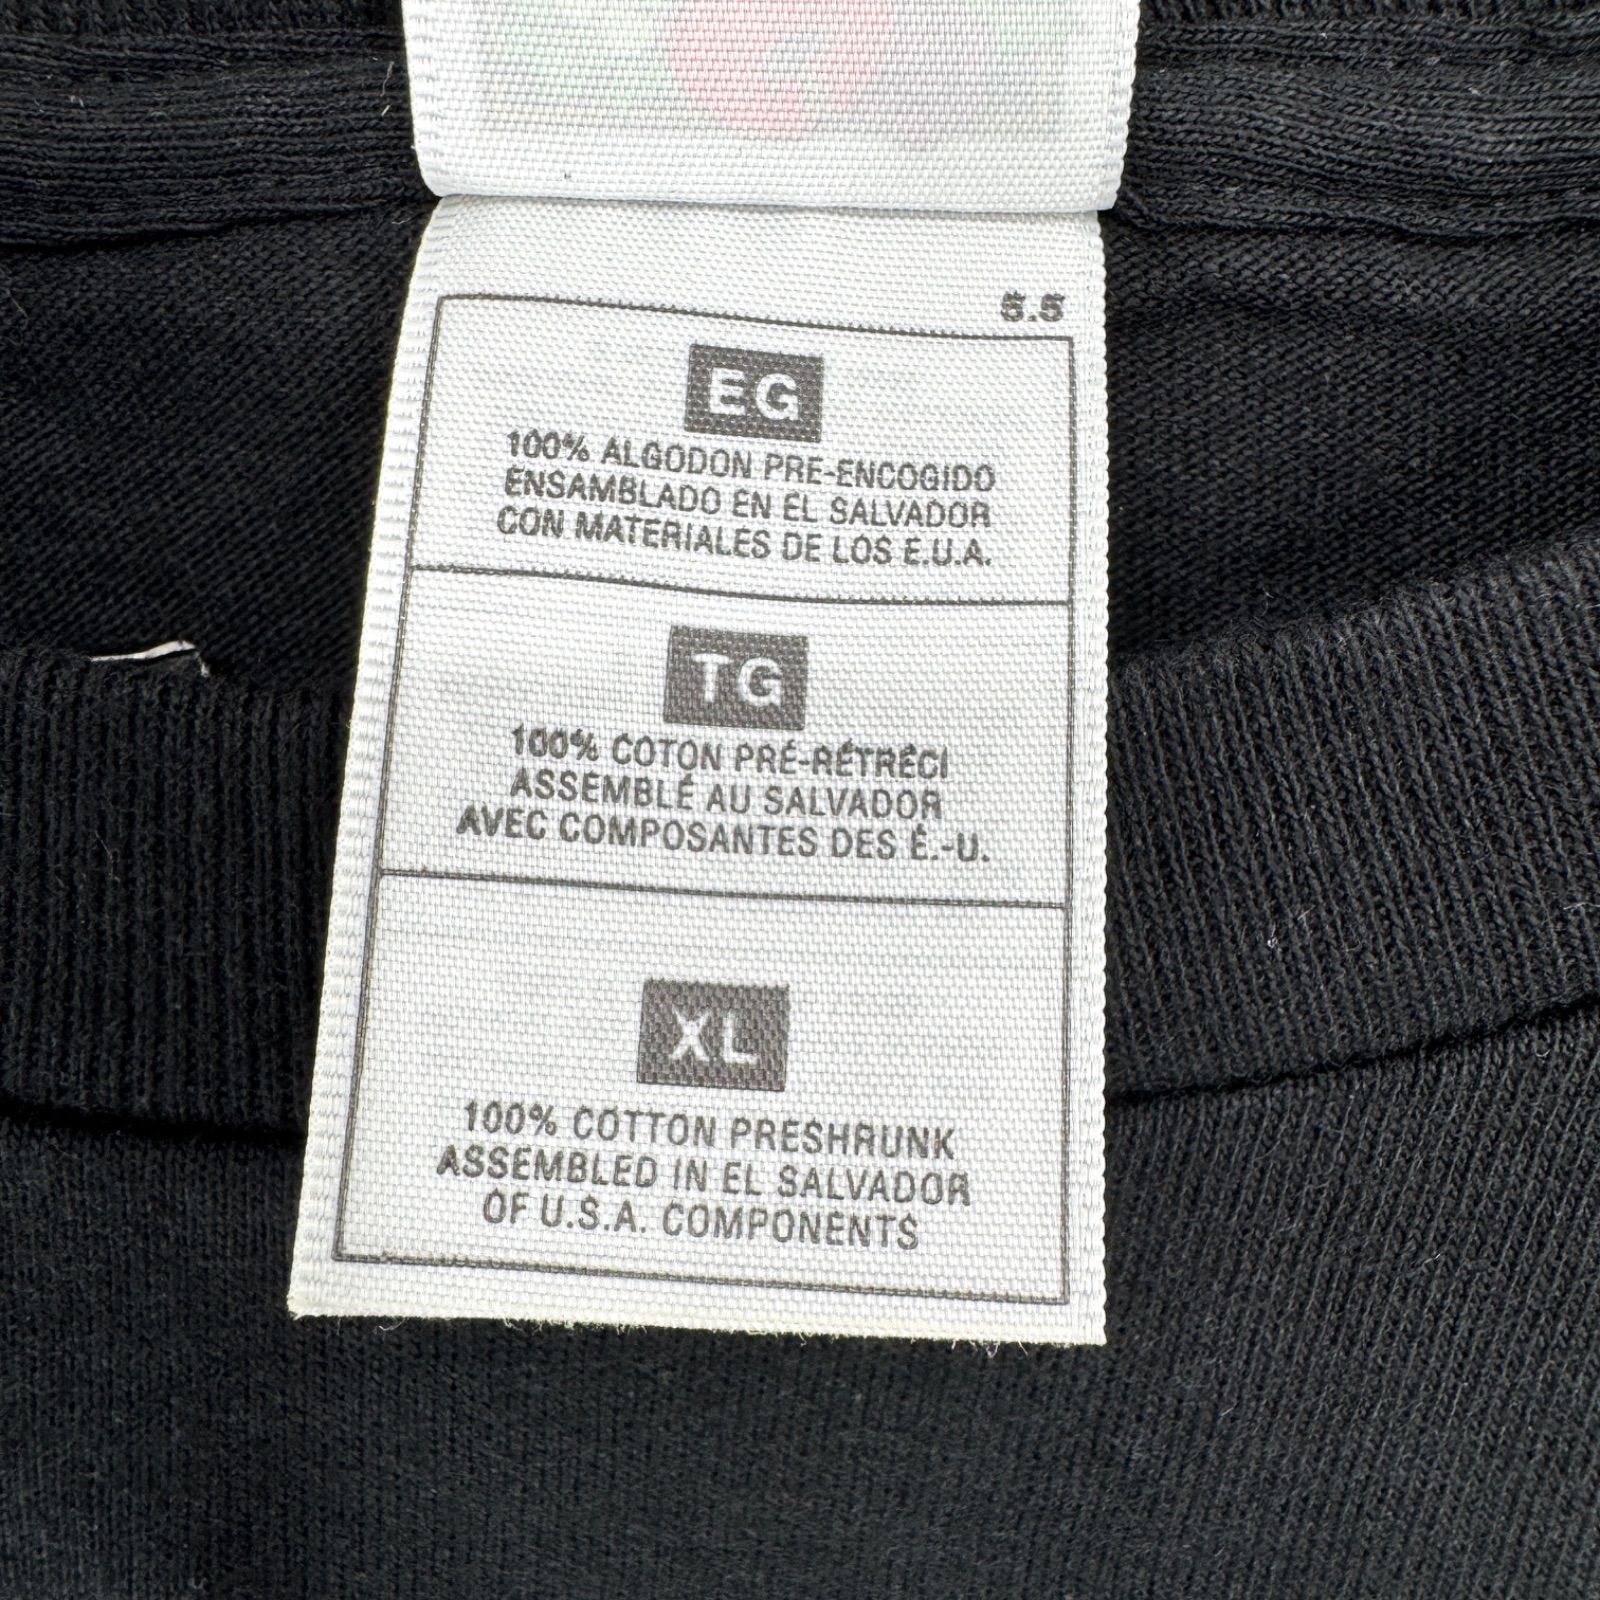 5.5
EG
100% ALGODON PRE-ENCOGIDO
ENSAMBLADO EN EL SALVADOR
CON MATERIALES DE LOS E.U.A.
TG
100% COTON PRÉ-RÉTRÉCI
ASSEMBLÉ AU SALVADOR
AVEC COMPOSANTES DES É.-U.
XL
100% COTTON PRESHRUNK
ASSEMBLED IN EL SALVADOR
OF U.S.A. COMPONENTS